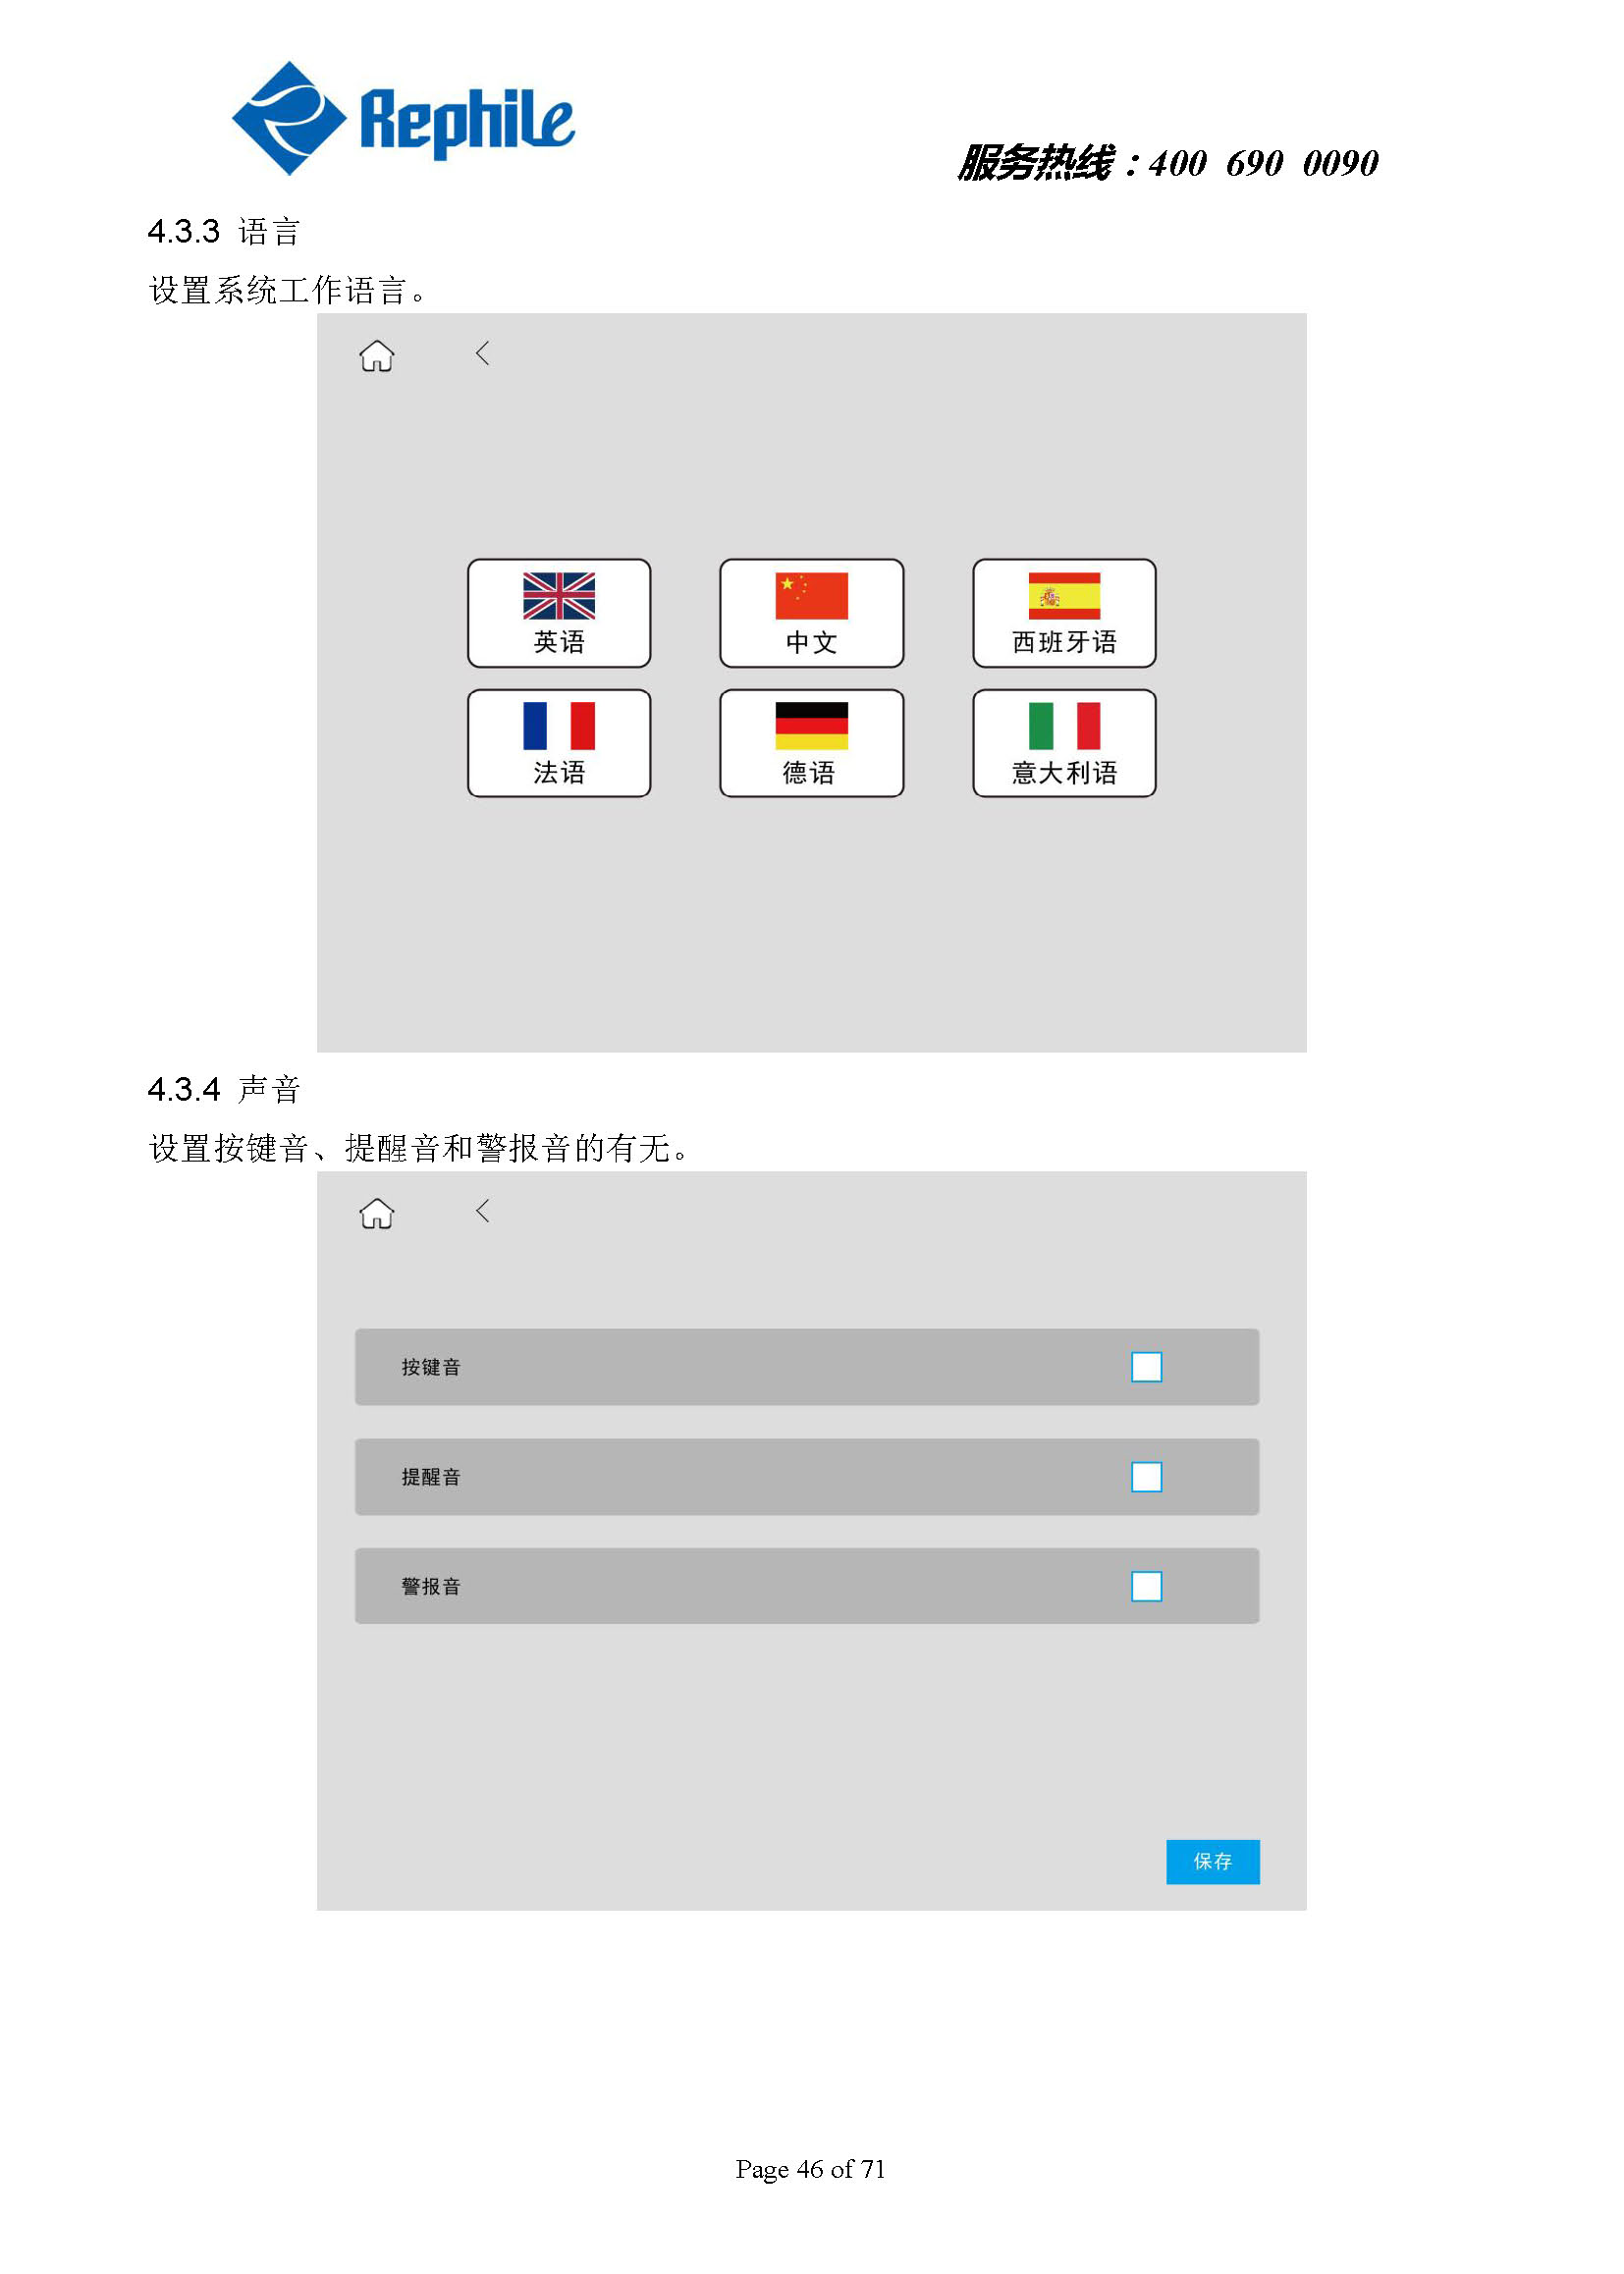 Rephile
服务热线：400 690 0090
4.3.3 语言
设置系统工作语言。
英语 中文 西班牙语
法语 德语 意大利语
4.3.4 声音
设置按键音、提醒音和警报音的有无。
按键音
提醒音
警报音
保存
Page 46 of 71